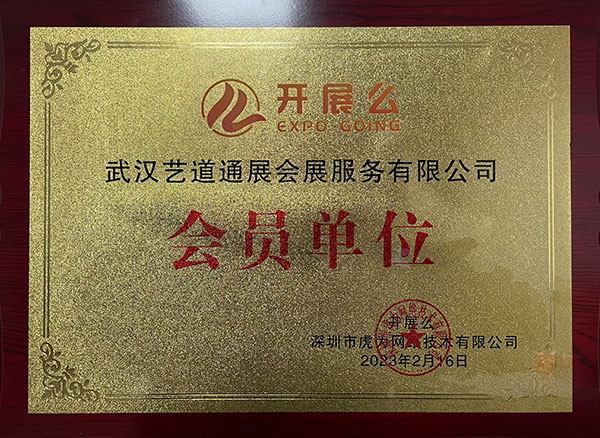 开展么
EXPO GOING
武汉艺道通展会展服务有限公司
会员单位
开展么
深圳市虎为网络技术有限公司
2023年2月16日